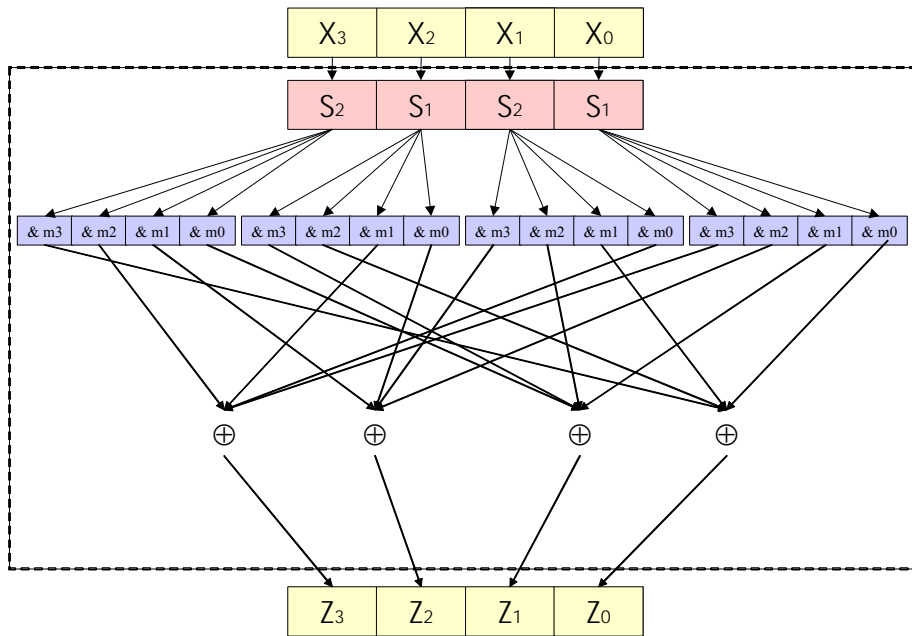 X3 X2 X1 X0
S2 S1 S2 S1
& m3 & m2 & m1 & m0 & m3 & m2 & m1 & m0 & m3 & m2 & m1 & m0 & m3 & m2 & m1 & m0
⊕ ⊕ ⊕ ⊕
Z3 Z2 Z1 Z0